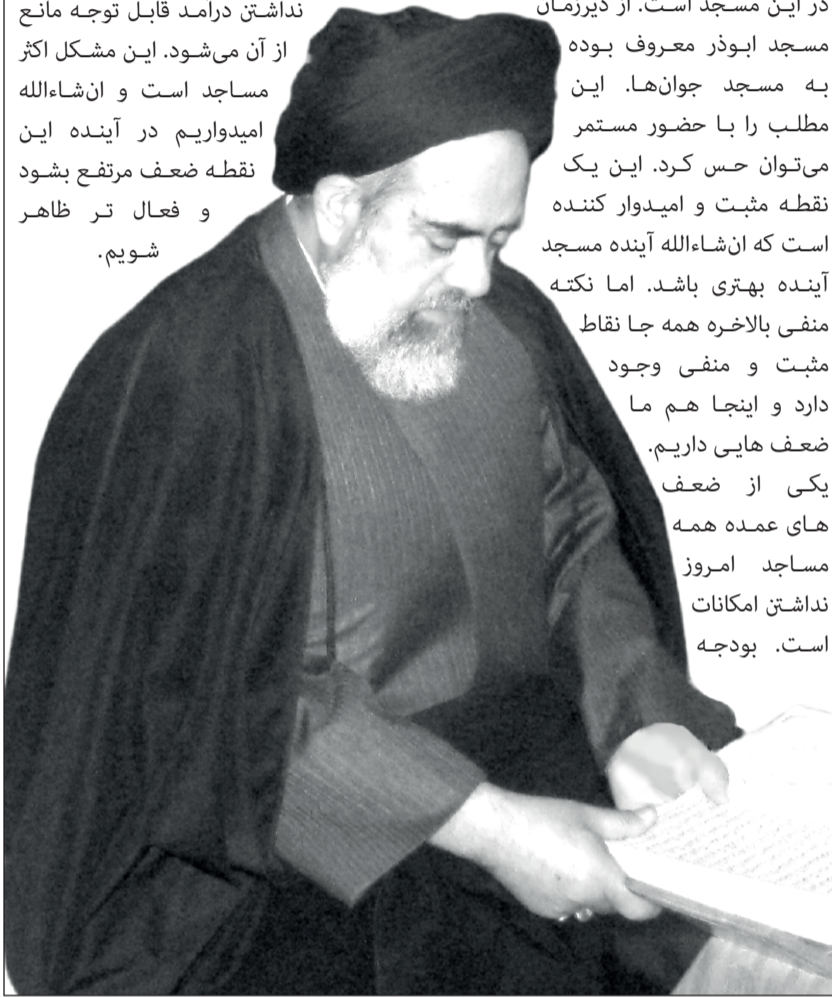 در این مسجد است. از دیرزمان
مسجد ابوذر معروف بوده
به مسجد جوان‌ها. این
مطلب را با حضور مستمر
می‌توان حس کرد. این یک
نقطه مثبت و امیدوار کننده
است که ان‌شاءالله آینده مسجد
آینده بهتری باشد. اما نکته
منفی بالاخره همه جا نقاط
مثبت و منفی وجود
دارد و اینجا هم ما
ضعف هایی داریم.
یکی از ضعف
های عمده همه
مساجد امروز
نداشتن امکانات
است. بودجه
نداشتن درآمد قابل توجه مانع
از آن می‌شود. این مشکل اکثر
مساجد است و ان‌شاءالله
امیدواریم در آینده این
نقطه ضعف مرتفع بشود
و فعال تر ظاهر
شویم.